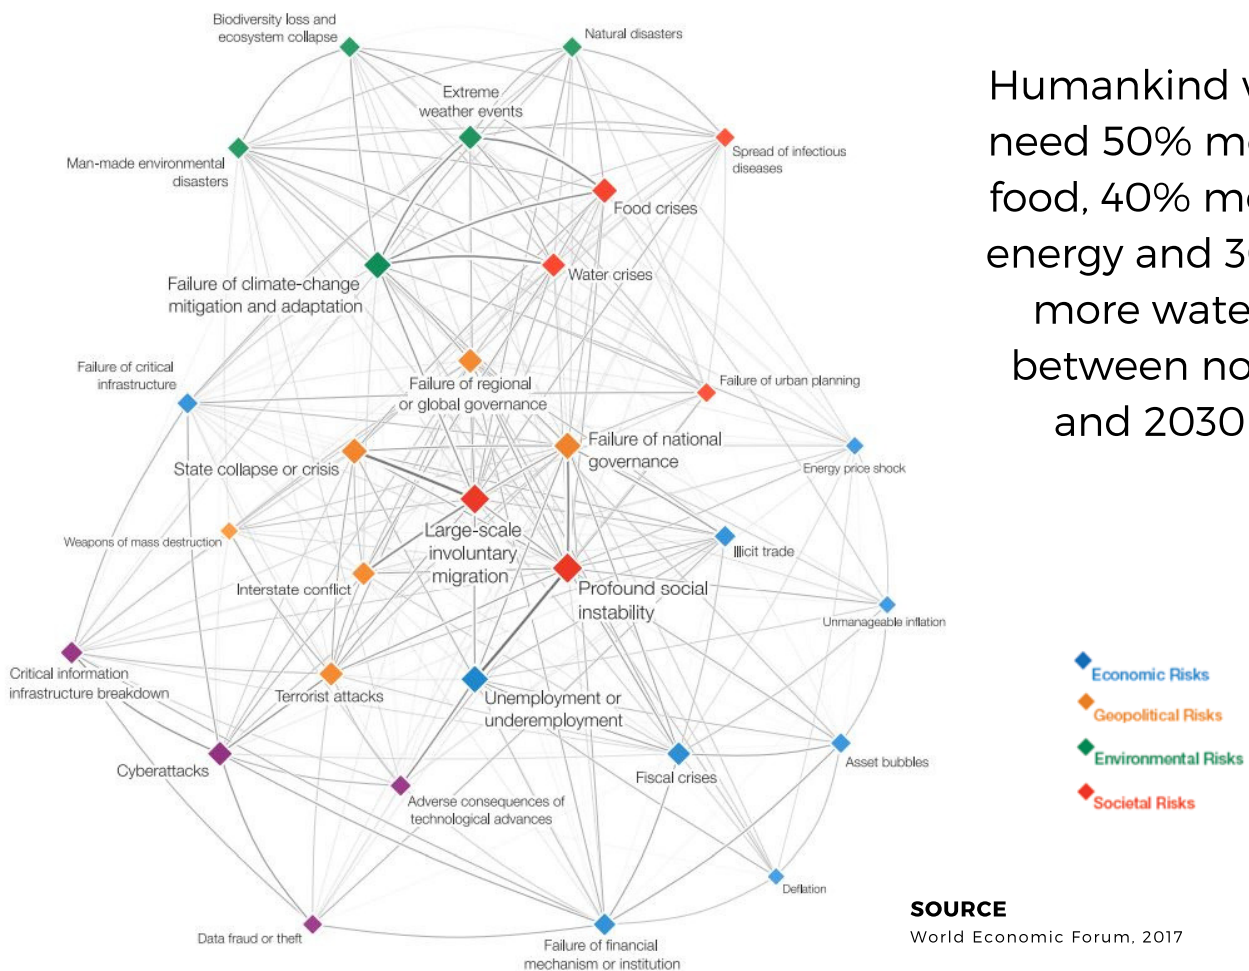 Biodiversity loss and
ecosystem collapse
Natural disasters
Extreme
weather events
Man-made environmental
disasters
Spread of infectious
diseases
Food crises
Failure of climate-change
mitigation and adaptation
Water crises
Failure of critical
infrastructure
Failure of regional
or global governance
Failure of urban planning
State collapse or crisis
Failure of national
governance
Energy price shock
Weapons of mass destruction
Large-scale
involuntary
migration
Illicit trade
Interstate conflict
Profound social
instability
Unmanageable inflation
Critical information
infrastructure breakdown
Terrorist attacks
Unemployment or
underemployment
Cyberattacks
Fiscal crises
Asset bubbles
Adverse consequences of
technological advances
Deflation
Data fraud or theft
Failure of financial
mechanism or institution
Humankind
need 50%
food, 40%
energy and
more
between
and 2030
Economic Risks
Geopolitical Risks
Environmental Risks
Societal Risks
SOURCE
World Economic Forum, 2017